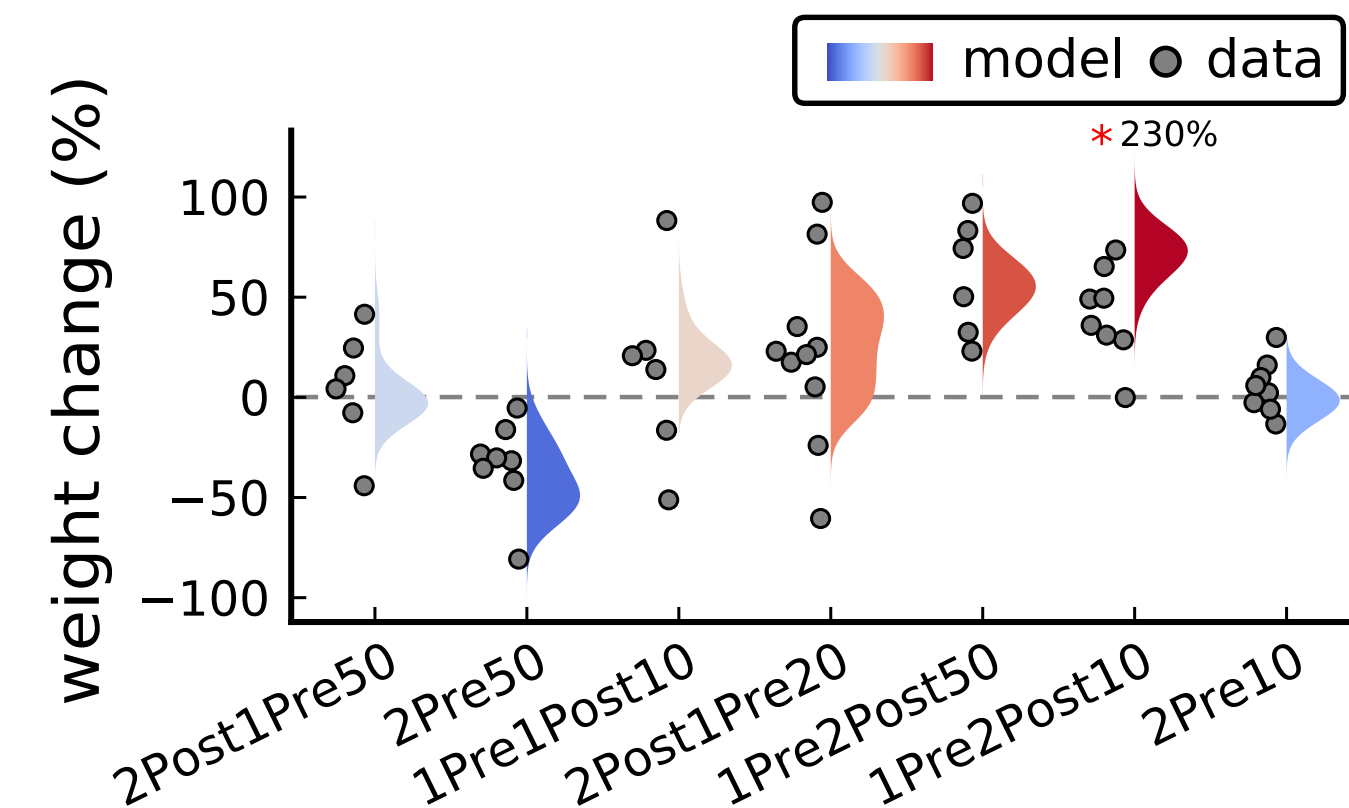 model data
* 230%
weight change (%)
100
50
0
−50
−100
2Post1Pre50
2Pre50
1Pre1Post10
2Post1Pre20
1Pre2Post50
1Pre2Post10
2Pre10